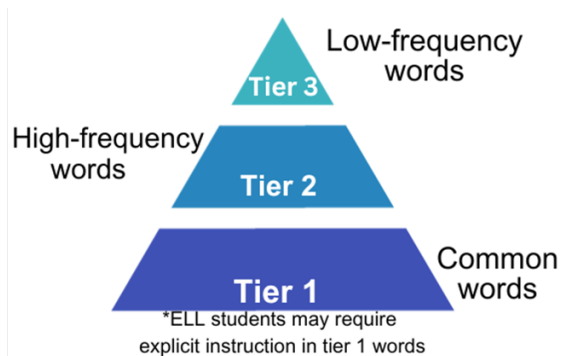 Low-frequency
words
Tier 3
High-frequency
words
Tier 2
Common
words
Tier 1
*ELL students may require
explicit instruction in tier 1 words